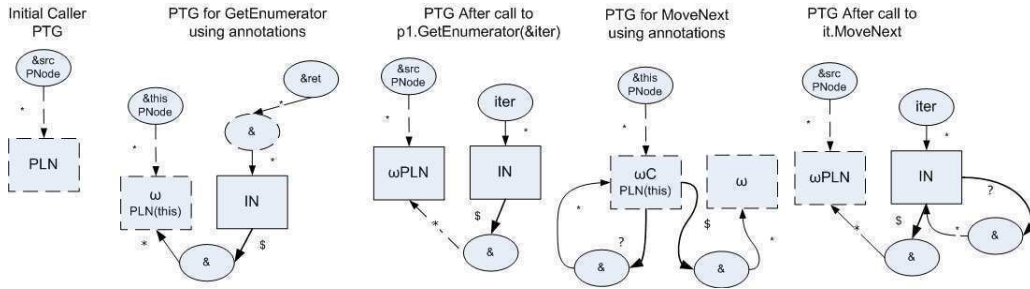 Initial Caller
PTG
&src
PNode
*
PLN
PTG for GetEnumerator
using annotations
&ret
&this
PNode
*
&
*
*
ω
PLN(this)
IN
*
$
&
PTG After call to
p1.GetEnumerator(&iter)
&src
PNode
iter
*
*
ωPLN
IN
*
$
&
PTG for MoveNext
using annotations
&this
PNode
*
ωC
PLN(this)
ω
*
?
$
*
&
&
PTG After call to
it.MoveNext
&src
PNode
iter
*
*
ωPLN
IN
?
*
$
*
&
&